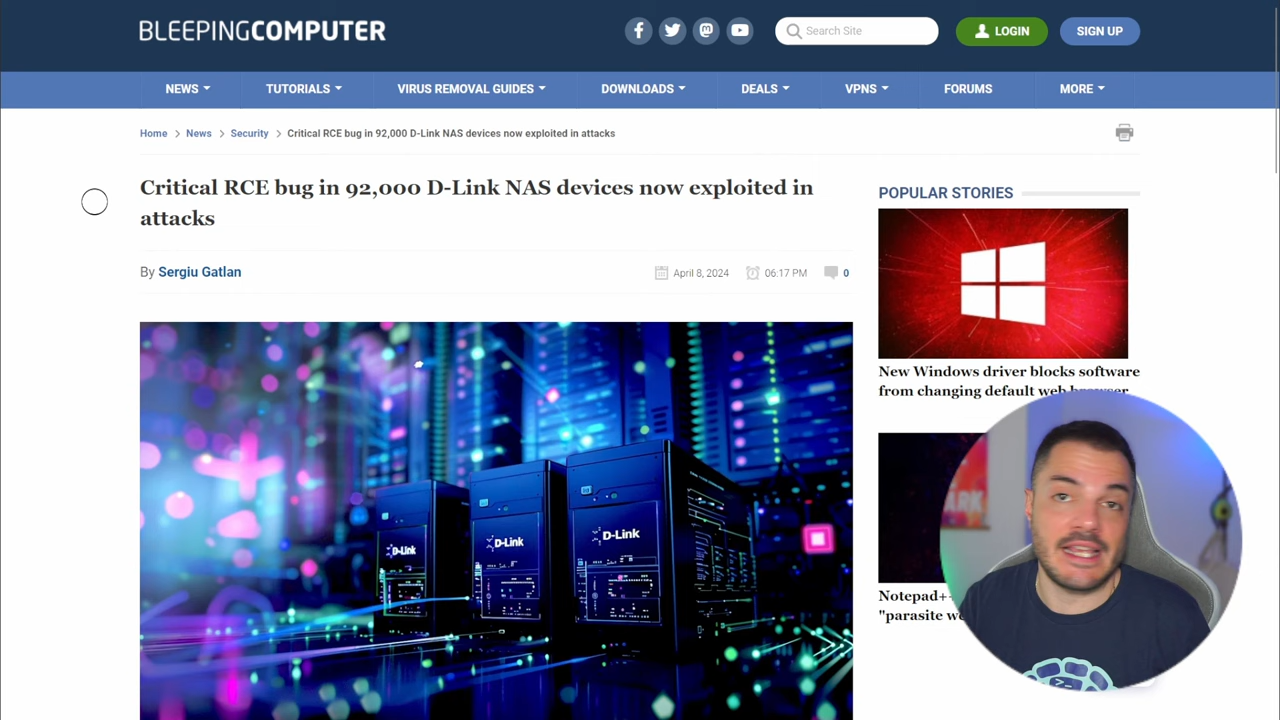 BLEEPINGCOMPUTER
Search Site
LOGIN
SIGN UP
NEWS
TUTORIALS
VIRUS REMOVAL GUIDES
DOWNLOADS
DEALS
VPNS
FORUMS
MORE
Home
News
Security
Critical RCE bug in 92,000 D-Link NAS devices now exploited in attacks
Critical RCE bug in 92,000 D-Link NAS devices now exploited in
attacks
By Sergiu Gatlan
April 8, 2024
06:17 PM
0
D-Link
D-Link
D-Link
POPULAR STORIES
New Windows driver blocks software
from changing default web browser
Notepad+
"parasite